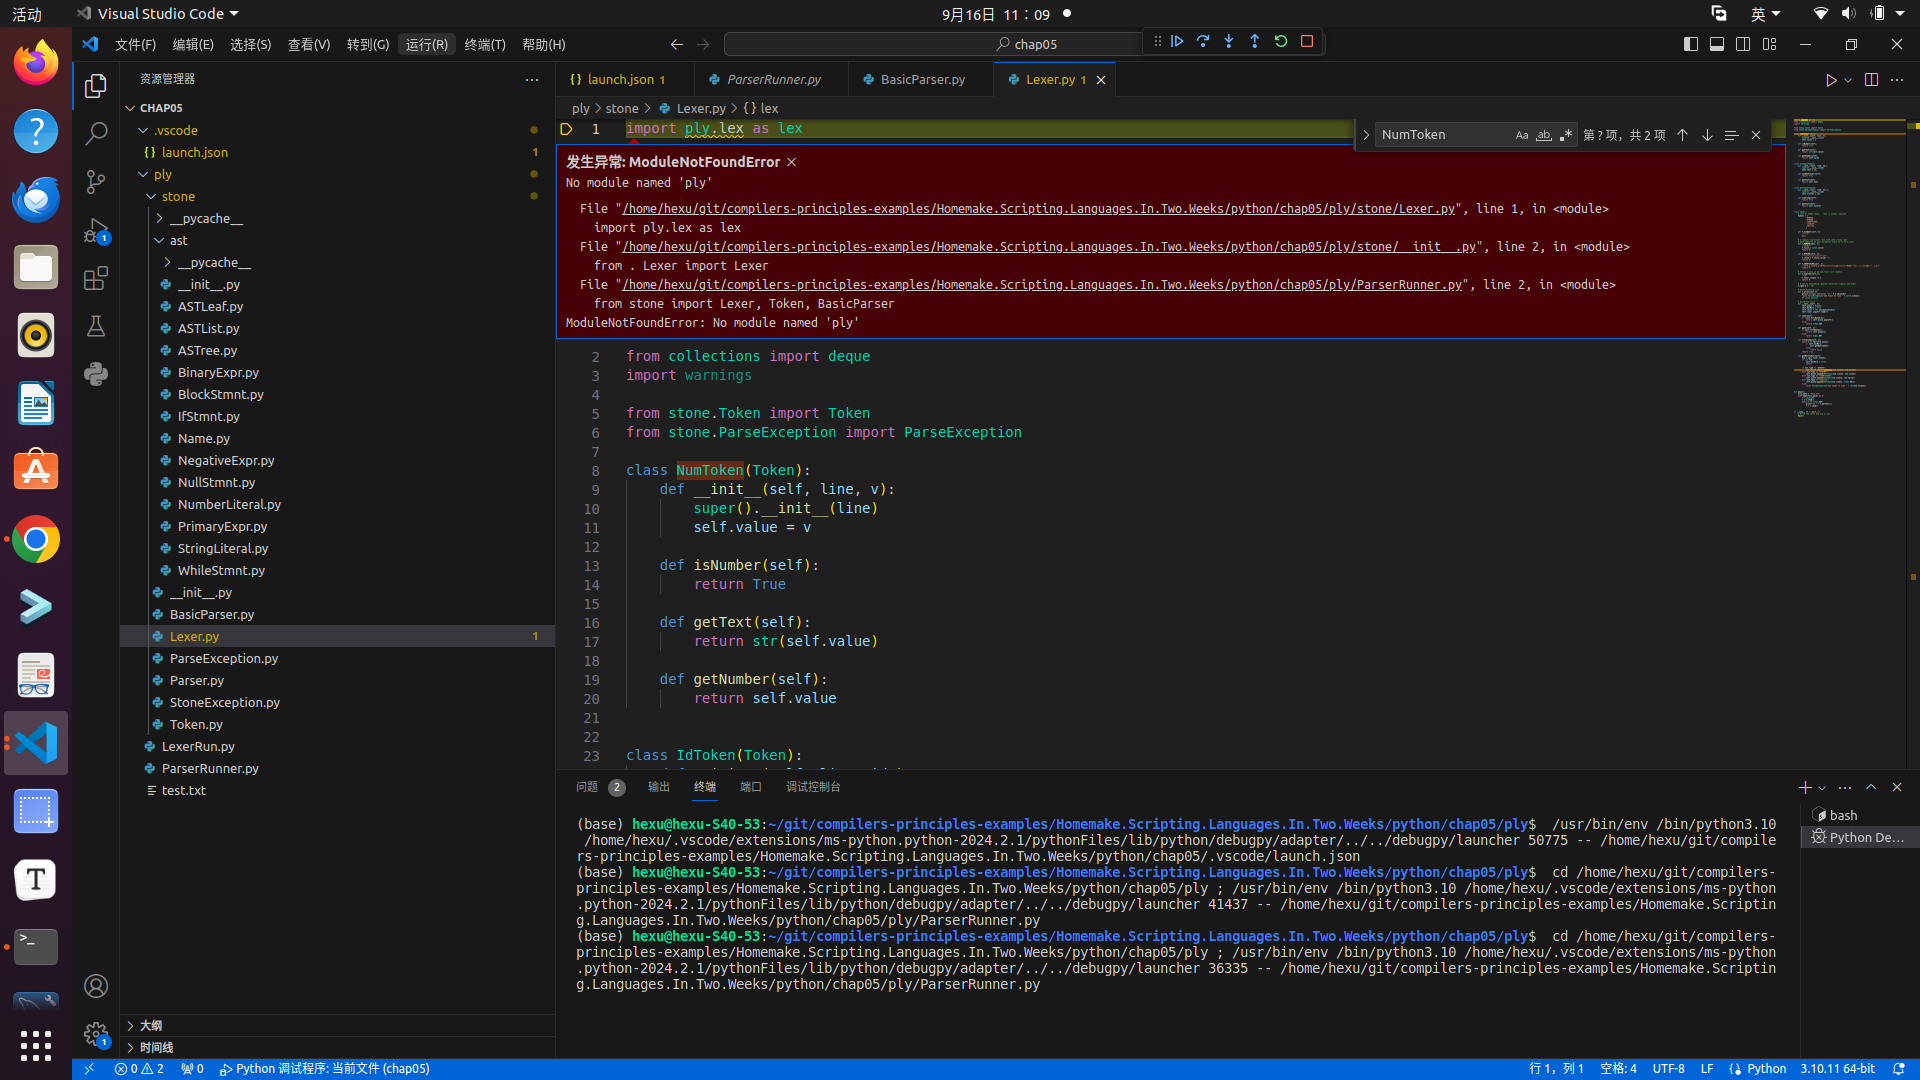 活动
Visual Studio Code
9月16日 11：09
英
文件(F) 编辑(E) 选择(S) 查看(V) 转到(G) 运行(R) 终端(T) 帮助(H)
chap05
资源管理器
CHAP05
.vscode
launch.json 1
ply
stone
__pycache__
ast
__pycache__
__init__.py
ASTLeaf.py
ASTList.py
ASTree.py
BinaryExpr.py
BlockStmnt.py
IfStmnt.py
Name.py
NegativeExpr.py
NullStmnt.py
NumberLiteral.py
PrimaryExpr.py
StringLiteral.py
WhileStmnt.py
__init__.py
BasicParser.py
Lexer.py 1
ParseException.py
Parser.py
StoneException.py
Token.py
LexerRun.py
ParserRunner.py
test.txt
大纲
时间线
1
1
launch.json 1 ParserRunner.py BasicParser.py Lexer.py 1
ply > stone > Lexer.py > {} lex
NumToken Aa ab 第 ? 项，共 2 项
1 import ply.lex as lex
发生异常: ModuleNotFoundError
No module named 'ply'
File "/home/hexu/git/compilers-principles-examples/Homemake.Scripting.Languages.In.Two.Weeks/python/chap05/ply/stone/Lexer.py", line 1, in <module>
import ply.lex as lex
File "/home/hexu/git/compilers-principles-examples/Homemake.Scripting.Languages.In.Two.Weeks/python/chap05/ply/stone/__init__.py", line 2, in <module>
from . Lexer import Lexer
File "/home/hexu/git/compilers-principles-examples/Homemake.Scripting.Languages.In.Two.Weeks/python/chap05/ply/ParserRunner.py", line 2, in <module>
from stone import Lexer, Token, BasicParser
ModuleNotFoundError: No module named 'ply'
2 from collections import deque
3 import warnings
4
5 from stone.Token import Token
6 from stone.ParseException import ParseException
7
8 class NumToken(Token):
9 def __init__(self, line, v):
10 super().__init__(line)
11 self.value = v
12
13 def isNumber(self):
14 return True
15
16 def getText(self):
17 return str(self.value)
18
19 def getNumber(self):
20 return self.value
21
22
23 class IdToken(Token):
问题 2 输出 终端 端口 调试控制台
(base) hexu@hexu-S40-53:~/git/compilers-principles-examples/Homemake.Scripting.Languages.In.Two.Weeks/python/chap05/ply$ /usr/bin/env /bin/python3.10
/home/hexu/.vscode/extensions/ms-python.python-2024.2.1/pythonFiles/lib/python/debugpy/adapter/../../debugpy/launcher 50775 -- /home/hexu/git/compile
rs-principles-examples/Homemake.Scripting.Languages.In.Two.Weeks/python/chap05/.vscode/launch.json
(base) hexu@hexu-S40-53:~/git/compilers-principles-examples/Homemake.Scripting.Languages.In.Two.Weeks/python/chap05/ply$ cd /home/hexu/git/compilers-
principles-examples/Homemake.Scripting.Languages.In.Two.Weeks/python/chap05/ply ; /usr/bin/env /bin/python3.10 /home/hexu/.vscode/extensions/ms-python
.python-2024.2.1/pythonFiles/lib/python/debugpy/adapter/../../debugpy/launcher 41437 -- /home/hexu/git/compilers-principles-examples/Homemake.Scriptin
g.Languages.In.Two.Weeks/python/chap05/ply/ParserRunner.py
(base) hexu@hexu-S40-53:~/git/compilers-principles-examples/Homemake.Scripting.Languages.In.Two.Weeks/python/chap05/ply$ cd /home/hexu/git/compilers-
principles-examples/Homemake.Scripting.Languages.In.Two.Weeks/python/chap05/ply ; /usr/bin/env /bin/python3.10 /home/hexu/.vscode/extensions/ms-python
.python-2024.2.1/pythonFiles/lib/python/debugpy/adapter/../../debugpy/launcher 36335 -- /home/hexu/git/compilers-principles-examples/Homemake.Scriptin
g.Languages.In.Two.Weeks/python/chap05/ply/ParserRunner.py
bash
Python De...
0 2 0 Python 调试程序: 当前文件 (chap05)
行 1，列 1 空格: 4 UTF-8 LF Python 3.10.11 64-bit